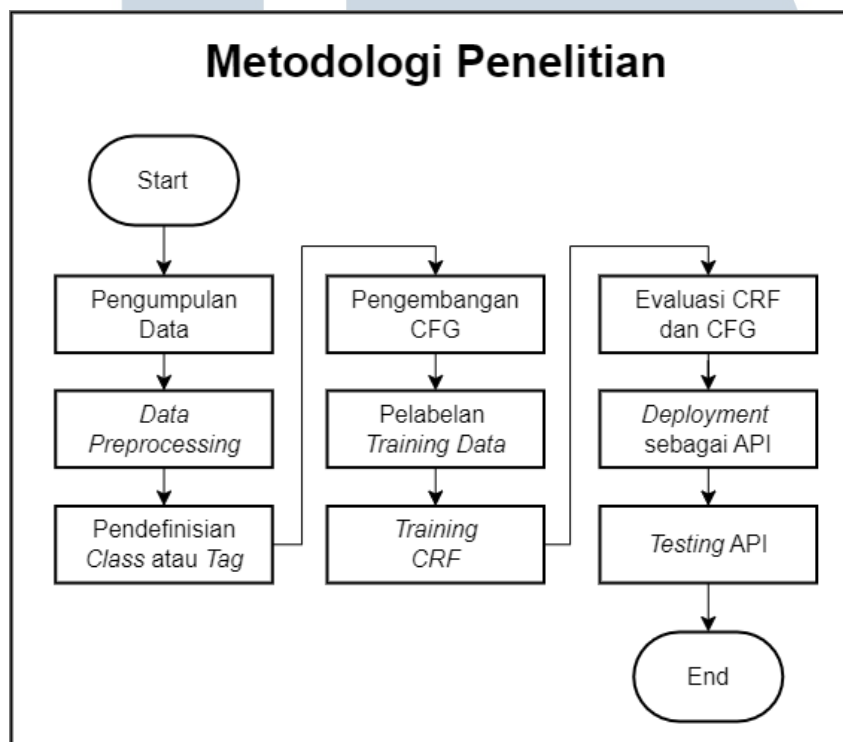 Metodologi Penelitian
Start
Pengumpulan
Data
Data
Preprocessing
Pendefinisian
Class atau Tag
Pengembangan
CFG
Pelabelan
Training Data
Training
CRF
Evaluasi CRF
dan CFG
Deployment
sebagai API
Testing API
End